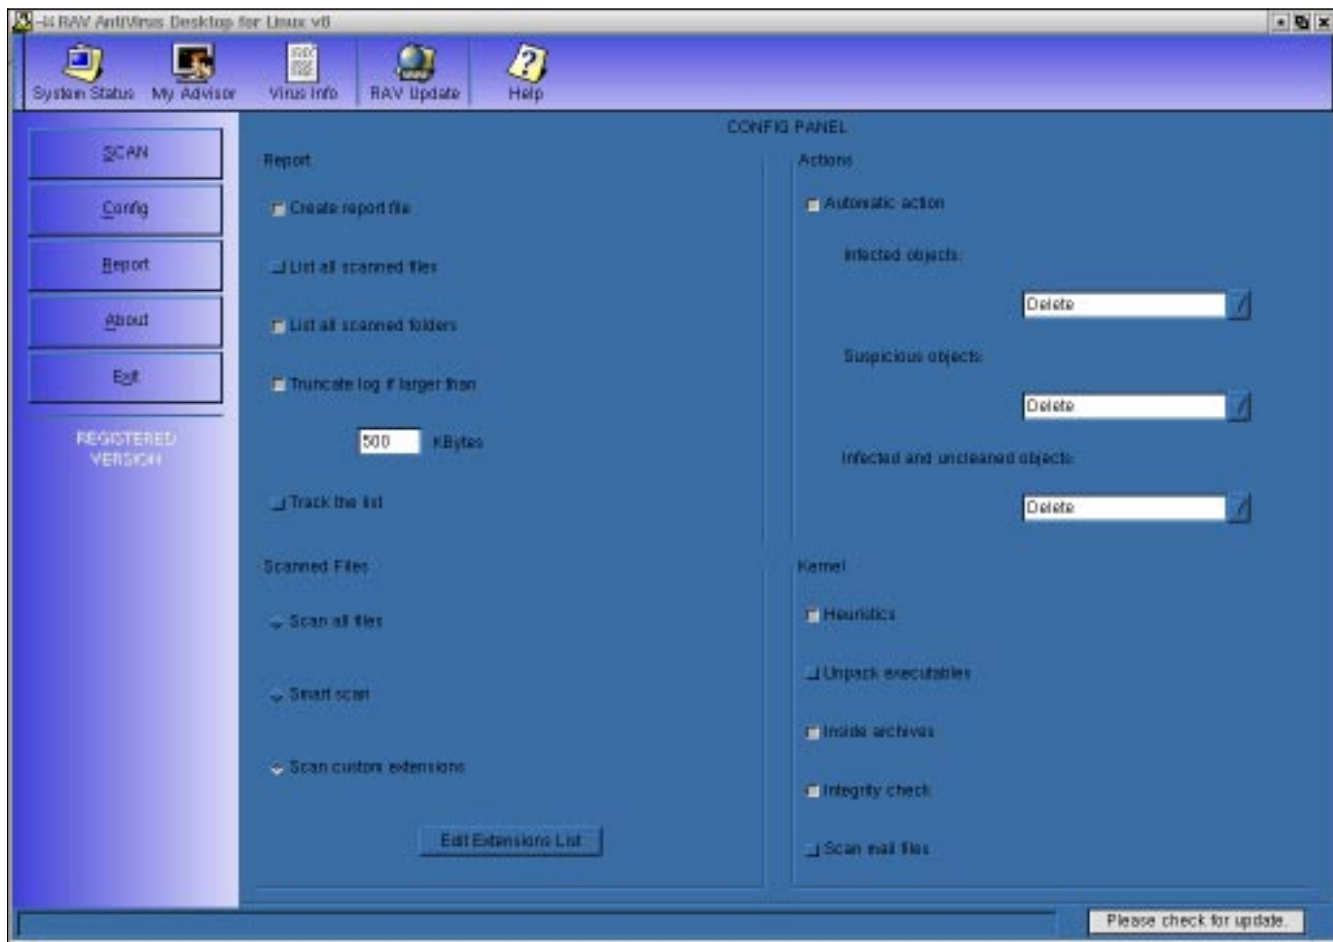 RAV AntiVirus Desktop for Linux v8
System Status My Advisor Virus Info RAV Update Help
SCAN
Config
Report
About
Exit
REGISTERED
VERSION
CONFIG PANEL
Report
Create report file
List all scanned files
List all scanned folders
Truncate log if larger than
500 KBytes
Track the list
Actions
Automatic action
Infected objects:
Delete
Suspicious objects:
Delete
Infected and uncleaned objects:
Delete
Scanned Files
Scan all files
Smart scan
Scan custom extensions
Edit Extensions List
Kernel
Heuristics
Unpack executables
Inside archives
Integrity check
Scan mail files
Please check for update.